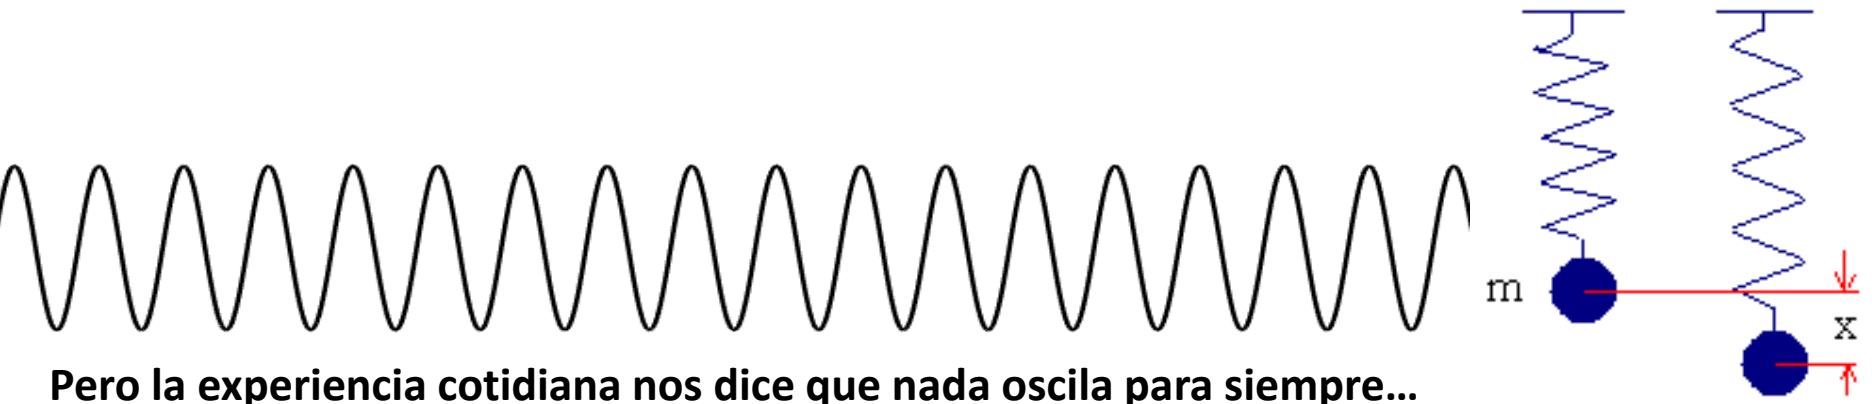 m
x
Pero la experiencia cotidiana nos dice que nada oscila para siempre...